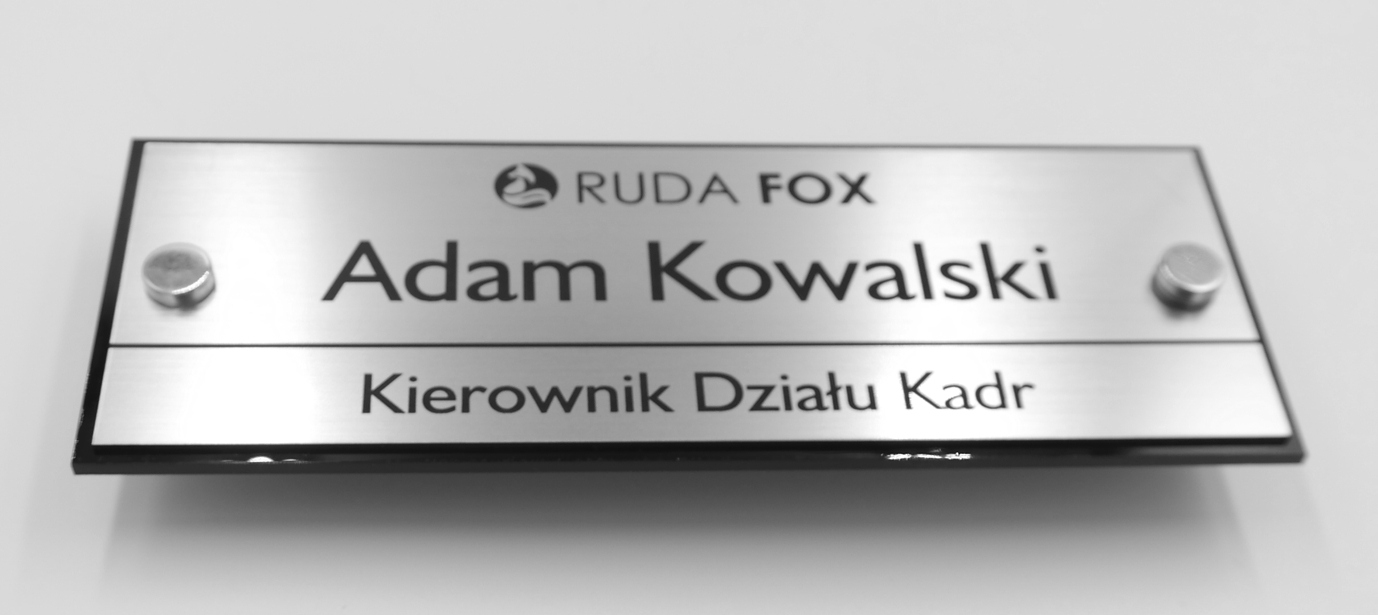 RUDA FOX
Adam Kowalski
Kierownik Działu Kadr